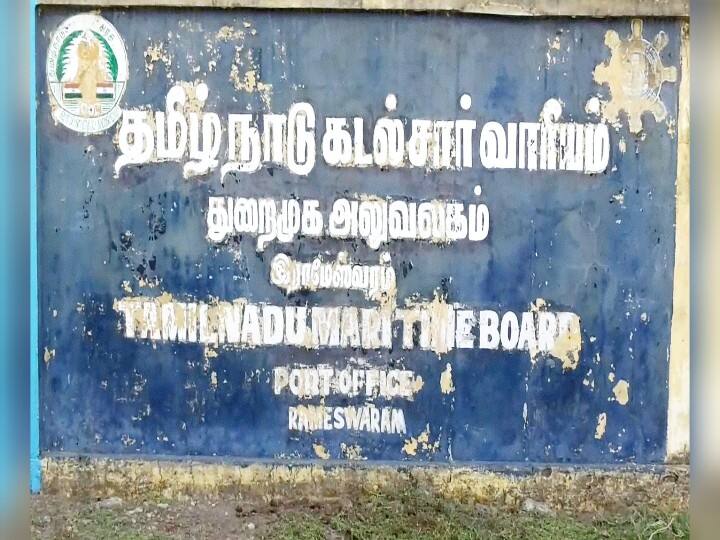 தமிழ்நாடு கடல்சார் வாரியம்
துறைமுக அலுவலகம்
இராமேஸ்வரம்
TAMILNADU MARITIME BOARD
PORT OFFICE
RAMESWARAM